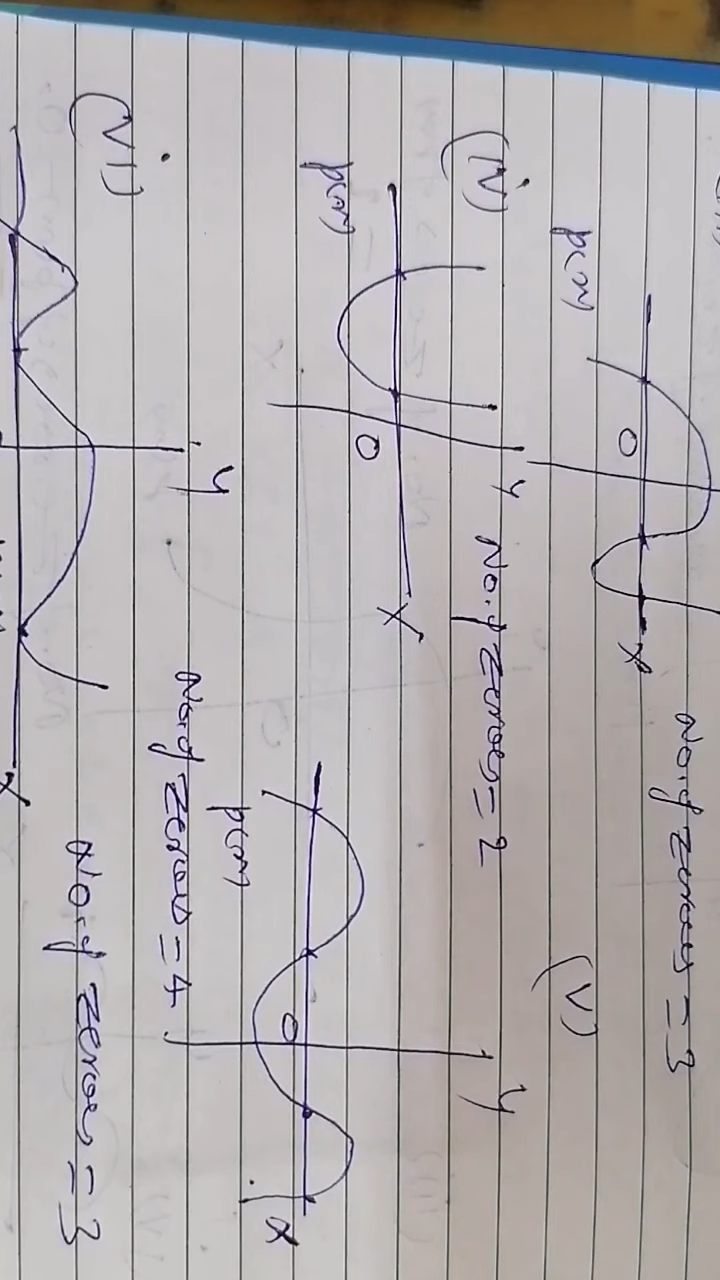 p(x)
O
X
No. of zeroes = 3
(iv)
p(x)
Y
O
X
No. of zeroes = 2
(v)
p(x)
Y
O
X
No. of zeroes = 4
(vi)
Y
X
No. of zeroes = 3